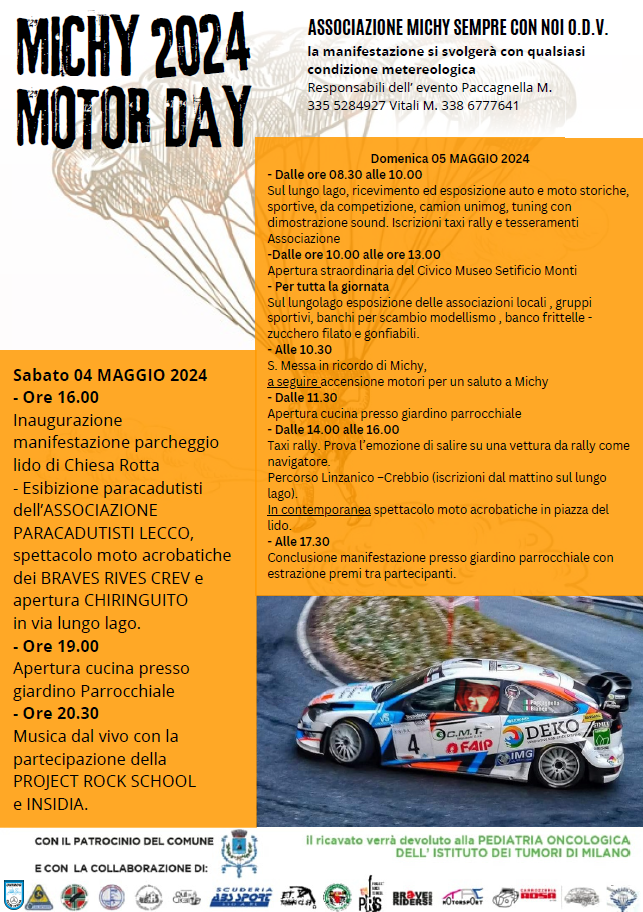 MICHY 2024
MOTOR DAY
ASSOCIAZIONE MICHY SEMPRE CON NOI O.D.V.
la manifestazione si svolgerà con qualsiasi
condizione metereologica
Responsabili dell' evento Paccagnella M.
335 5284927 Vitali M. 338 6777641
Domenica 05 MAGGIO 2024
- Dalle ore 08.30 alle 10.00
Sul lungo lago, ricevimento ed esposizione auto e moto storiche,
sportive, da competizione, camion unimog, tuning con
dimostrazione sound. Iscrizioni taxi rally e tesseramenti
Associazione
-Dalle ore 10.00 alle ore 13.00
Apertura straordinaria del Civico Museo Setificio Monti
- Per tutta la giornata
Sul lungolago esposizione delle associazioni locali , gruppi
sportivi, banchi per scambio modellismo , banco frittelle -
zucchero filato e gonfiabili.
- Alle 10.30
S. Messa in ricordo di Michy,
a seguire accensione motori per un saluto a Michy
- Dalle 11.30
Apertura cucina presso giardino parrocchiale
- Dalle 14.00 alle 16.00
Taxi rally. Prova l'emozione di salire su una vettura da rally come
navigatore.
Percorso Linzanico –Crebbio (iscrizioni dal mattino sul lungo
lago).
In contemporanea spettacolo moto acrobatiche in piazza del
lido.
- Alle 17.30
Conclusione manifestazione presso giardino parrocchiale con
estrazione premi tra partecipanti.
Sabato 04 MAGGIO 2024
- Ore 16.00
Inaugurazione
manifestazione parcheggio
lido di Chiesa Rotta
- Esibizione paracadutisti
dell'ASSOCIAZIONE
PARACADUTISTI LECCO,
spettacolo moto acrobatiche
dei BRAVES RIVES CREV e
apertura CHIRINGUITO
in via lungo lago.
- Ore 19.00
Apertura cucina presso
giardino Parrocchiale
- Ore 20.30
Musica dal vivo con la
partecipazione della
PROJECT ROCK SCHOOL
e INSIDIA.
4
C.M.T.
FAIP
DEKO
IMG
CON IL PATROCINIO DEL COMUNE
E CON LA COLLABORAZIONE DI:
il ricavato verrà devoluto alla PEDIATRIA ONCOLOGICA
DELL' ISTITUTO DEI TUMORI DI MILANO
SCUDERIA
ABS SPORT
BRAVE
RIDERS
CARROZZERIA
ROSA